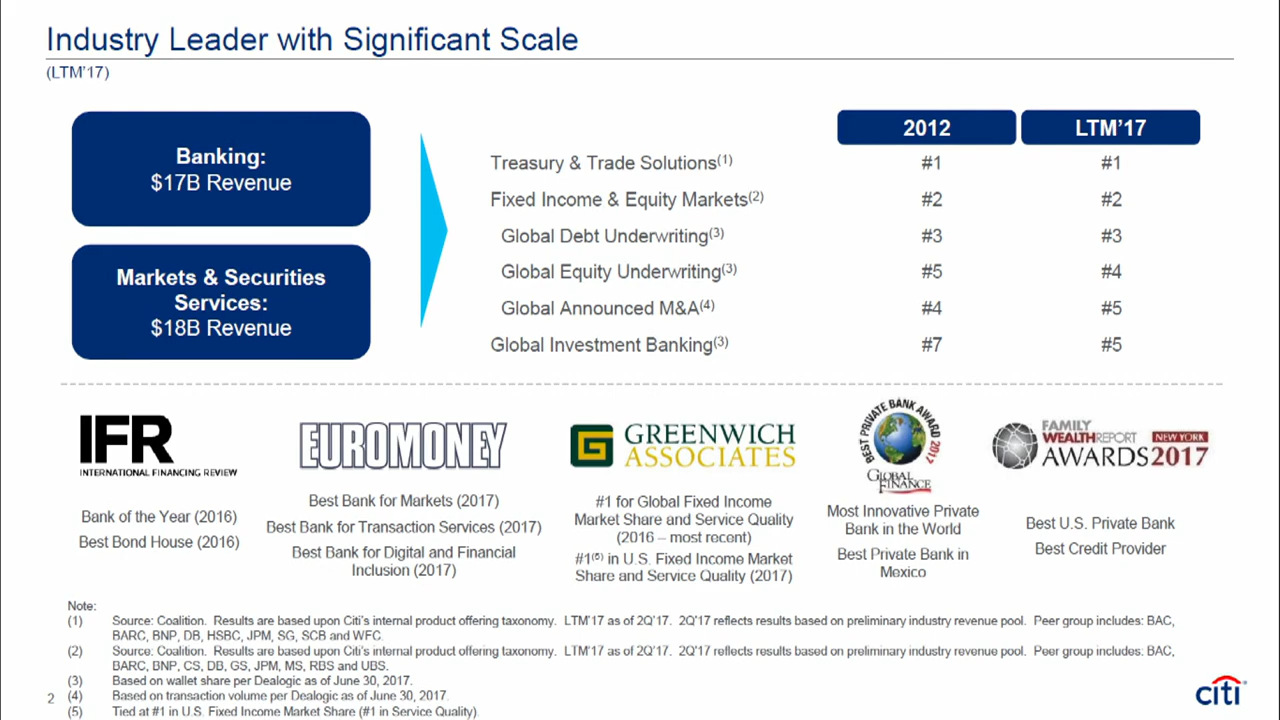 Industry Leader with Significant Scale
(LTM'17)
Banking:
$17B Revenue
Markets & Securities
Services:
$18B Revenue
2012 LTM'17
Treasury & Trade Solutions(1) #1 #1
Fixed Income & Equity Markets(2) #2 #2
Global Debt Underwriting(3) #3 #3
Global Equity Underwriting(3) #5 #4
Global Announced M&A(4) #4 #5
Global Investment Banking(3) #7 #5
IFR
INTERNATIONAL FINANCING REVIEW
Bank of the Year (2016)
Best Bond House (2016)
EUROMONEY
Best Bank for Markets (2017)
Best Bank for Transaction Services (2017)
Best Bank for Digital and Financial
Inclusion (2017)
G
GREENWICH
ASSOCIATES
#1 for Global Fixed Income
Market Share and Service Quality
(2016 – most recent)
#1(5) in U.S. Fixed Income Market
Share and Service Quality (2017)
BEST PRIVATE BANK AWARD 2017
GLOBAL
FINANCE
Most Innovative Private
Bank in the World
Best Private Bank in
Mexico
FAMILY
WEALTHREPORT NEW YORK
AWARDS 2017
Best U.S. Private Bank
Best Credit Provider
Note:
(1) Source: Coalition. Results are based upon Citi's internal product offering taxonomy. LTM'17 as of 2Q'17. 2Q'17 reflects results based on preliminary industry revenue pool. Peer group includes: BAC,
BARC, BNP, DB, HSBC, JPM, SG, SCB and WFC.
(2) Source: Coalition. Results are based upon Citi's internal product offering taxonomy. LTM'17 as of 2Q'17. 2Q'17 reflects results based on preliminary industry revenue pool. Peer group includes: BAC,
BARC, BNP, CS, DB, GS, JPM, MS, RBS and UBS.
(3) Based on wallet share per Dealogic as of June 30, 2017.
(4) Based on transaction volume per Dealogic as of June 30, 2017.
(5) Tied at #1 in U.S. Fixed Income Market Share (#1 in Service Quality).
2
citi